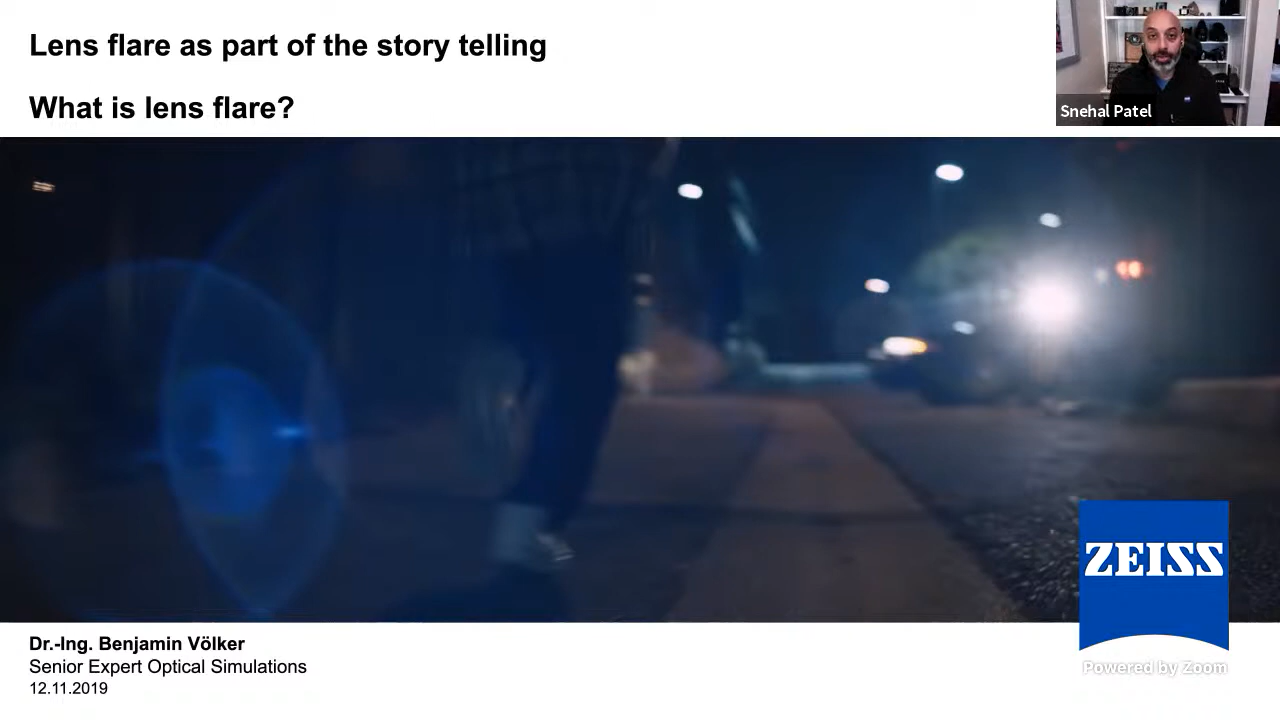 Lens flare as part of the story telling
What is lens flare?
Snehal Patel
ZEISS
Dr.-Ing. Benjamin Völker
Senior Expert Optical Simulations
12.11.2019
Powered by Zoom